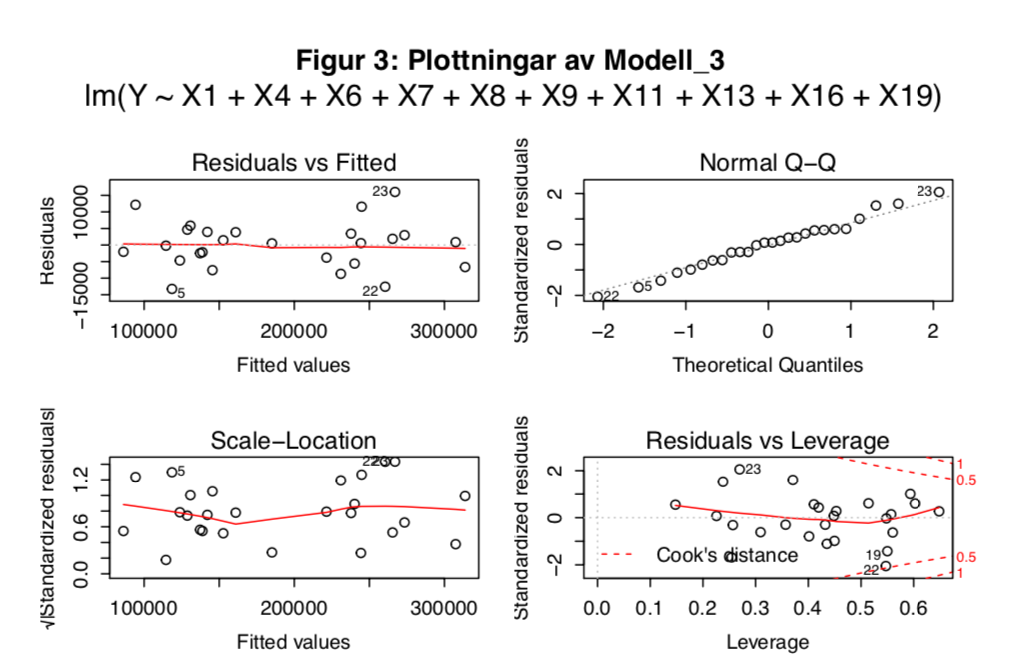 Figur 3: Plottningar av Modell_3
lm(Y ~ X1 + X4 + X6 + X7 + X8 + X9 + X11 + X13 + X16 + X19)
Residuals vs Fitted
Residuals
10000
−15000
23
5
22
100000 200000 300000
Fitted values
Normal Q−Q
Standardized residuals
2
0
−2
23
22
5
−2 −1 0 1 2
Theoretical Quantiles
Scale−Location
√|Standardized residuals|
1.2
0.6
0.0
5
22
23
100000 200000 300000
Fitted values
Residuals vs Leverage
Standardized residuals
2
0
−2
23
19
22
Cook's distance
1
0.5
0.5
1
0.0 0.1 0.2 0.3 0.4 0.5 0.6
Leverage